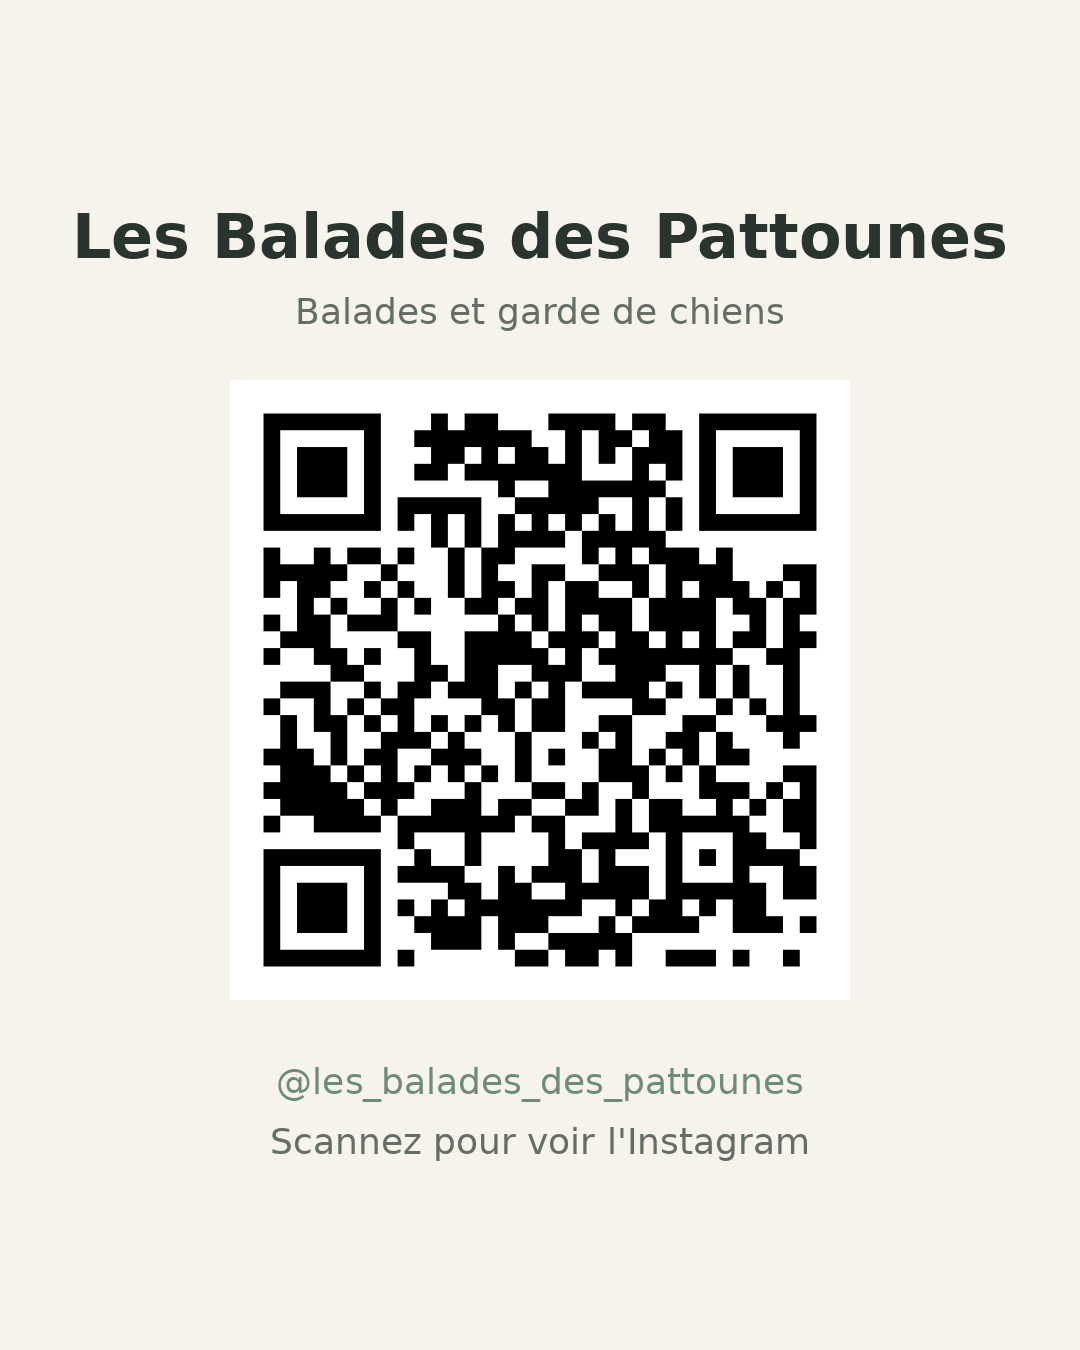 Les Balades des Pattounes
Balades et garde de chiens
@les_balades_des_pattounes
Scannez pour voir l'Instagram